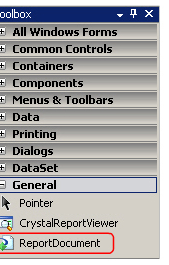 oolbox
All Windows Forms
Common Controls
Containers
Components
Menus & Toolbars
Data
Printing
Dialogs
DataSet
General
Pointer
CrystalReportViewer
ReportDocument